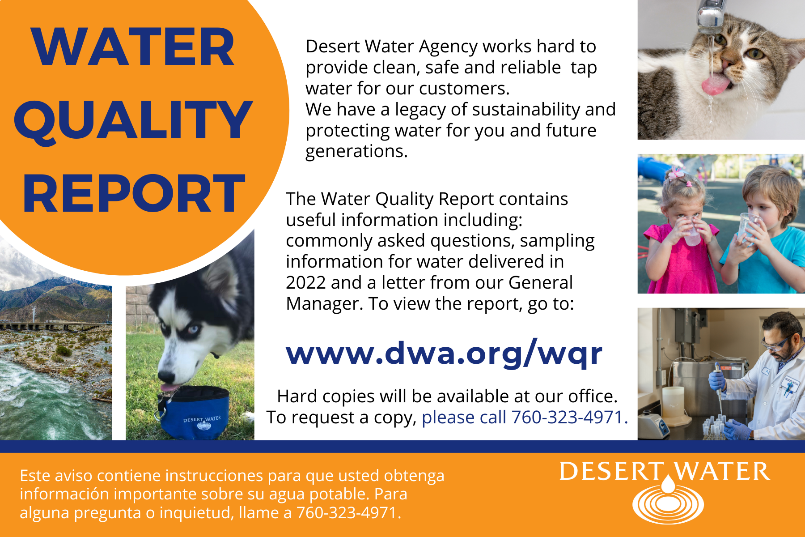 WATER
QUALITY
REPORT
Desert Water Agency works hard to
provide clean, safe and reliable tap
water for our customers.
We have a legacy of sustainability and
protecting water for you and future
generations.
The Water Quality Report contains
useful information including:
commonly asked questions, sampling
information for water delivered in
2022 and a letter from our General
Manager. To view the report, go to:
www.dwa.org/wqr
Hard copies will be available at our office.
To request a copy, please call 760-323-4971.
DESERT WATER
Este aviso contiene instrucciones para que usted obtenga
información importante sobre su agua potable. Para
alguna pregunta o inquietud, llame a 760-323-4971.
DESERT WATER